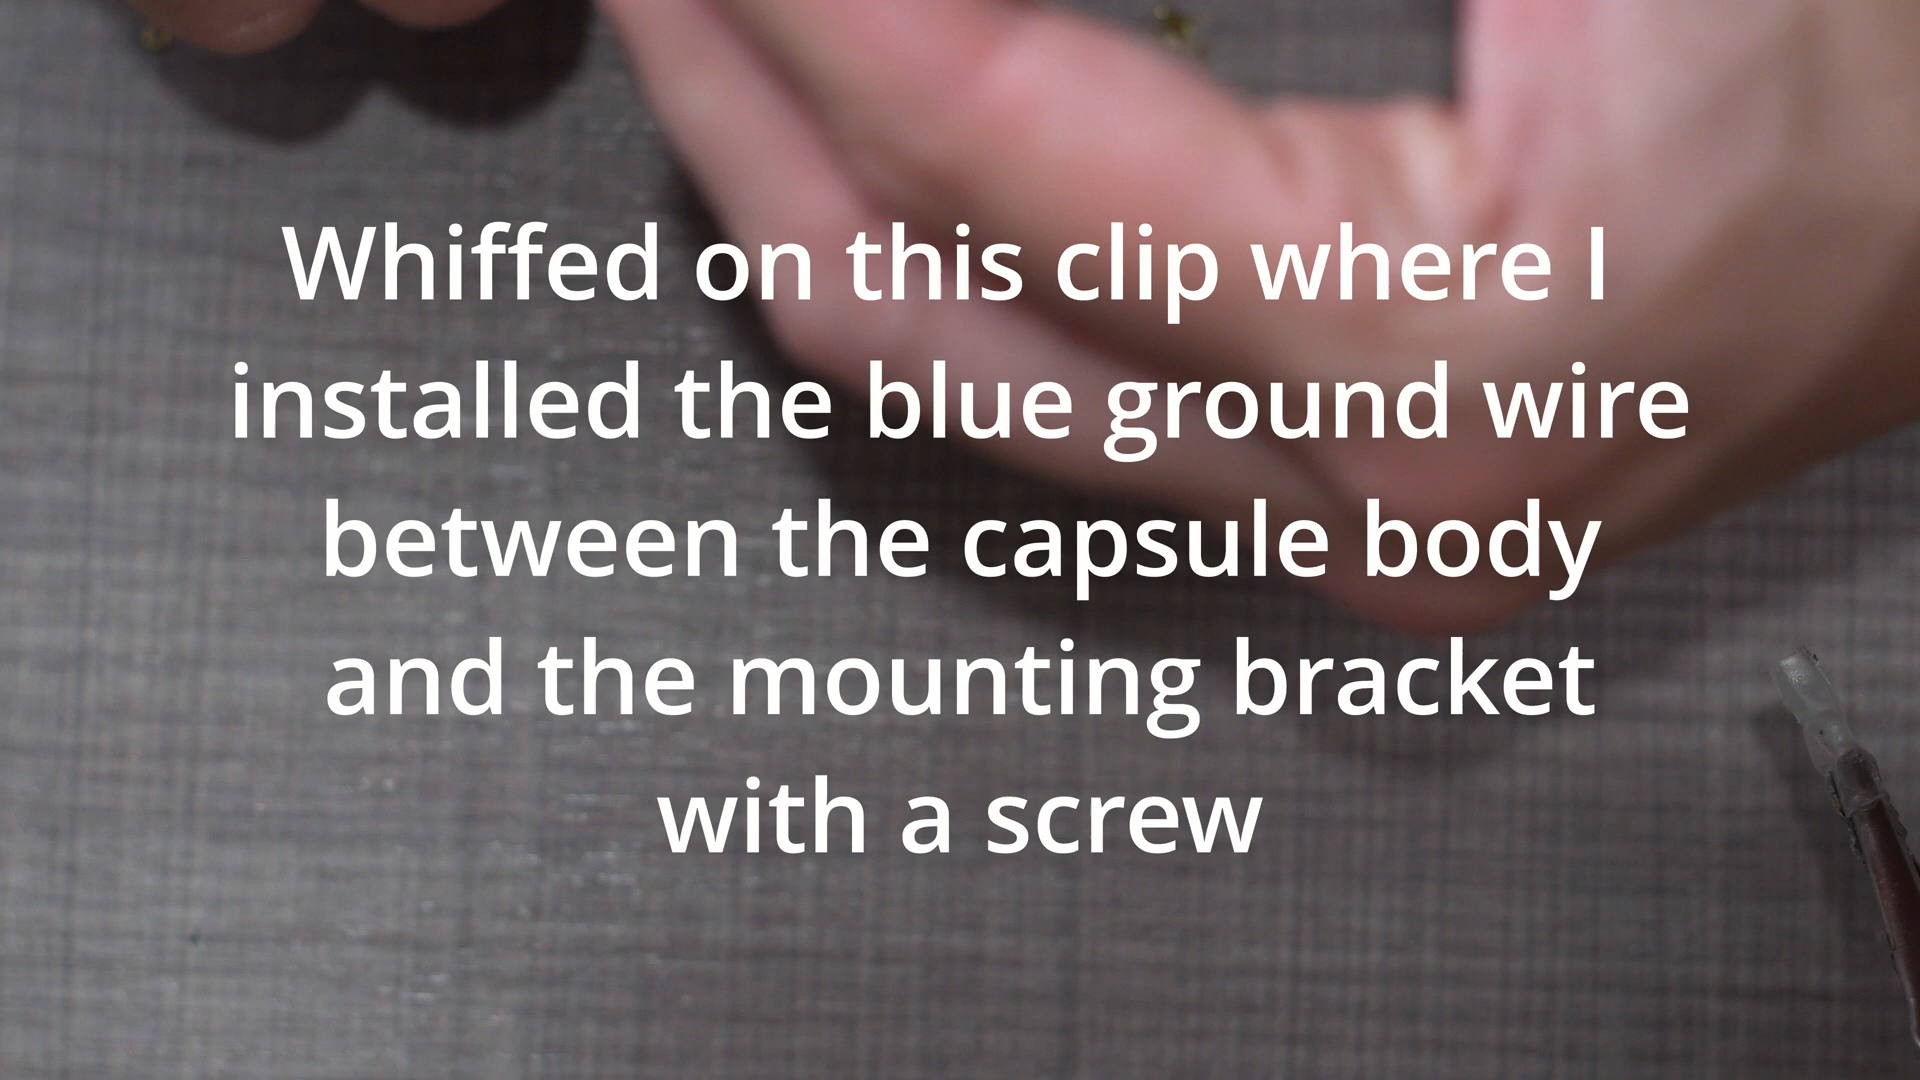 Whiffed on this clip where I
installed the blue ground wire
between the capsule body
and the mounting bracket
with a screw